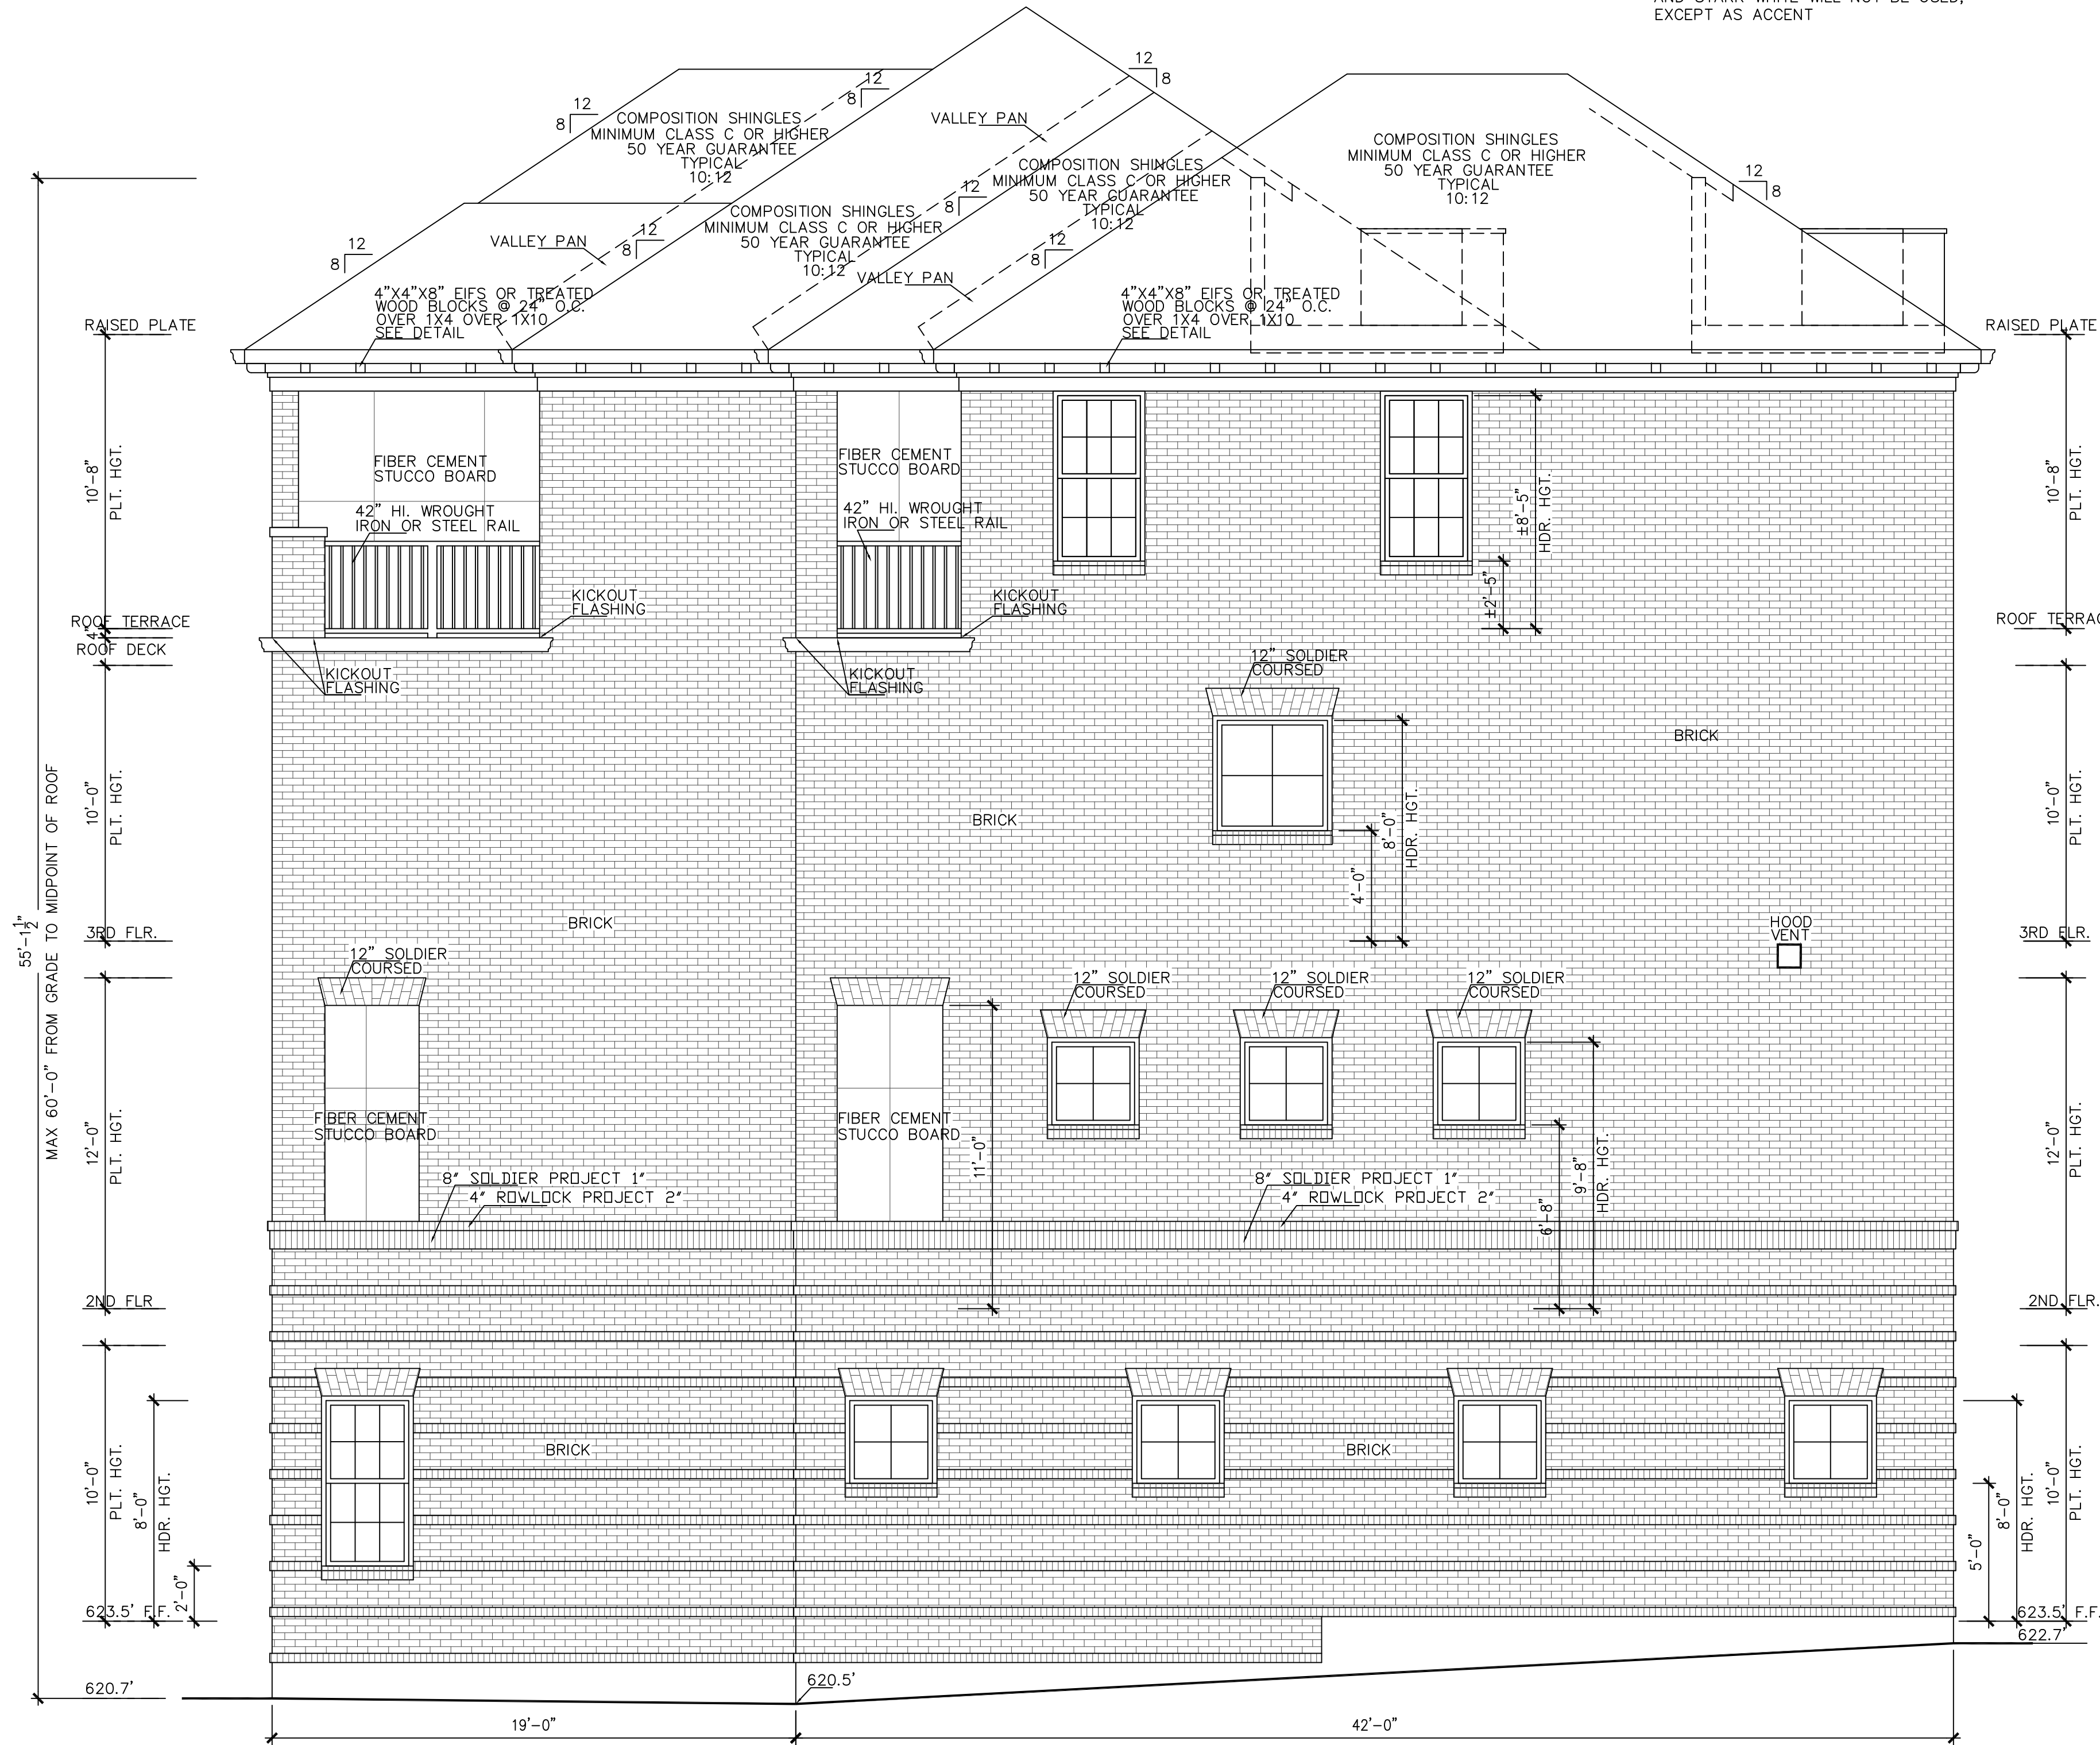 EXCEPT AS ACCENT
12
8
12
8
12
8
COMPOSITION SHINGLES
MINIMUM CLASS C OR HIGHER
50 YEAR GUARANTEE
TYPICAL
10:12
VALLEY PAN
COMPOSITION SHINGLES
MINIMUM CLASS C OR HIGHER
50 YEAR GUARANTEE
TYPICAL
10:12
COMPOSITION SHINGLES
MINIMUM CLASS C OR HIGHER
50 YEAR GUARANTEE
TYPICAL
10:12
12
8
12
8
COMPOSITION SHINGLES
MINIMUM CLASS C OR HIGHER
50 YEAR GUARANTEE
TYPICAL
10:12
12
8
VALLEY PAN
12
8
12
8
VALLEY PAN
4"X4"X8" EIFS OR TREATED
WOOD BLOCKS @ 24" O.C.
OVER 1X4 OVER 1X10
SEE DETAIL
4"X4"X8" EIFS OR TREATED
WOOD BLOCKS @ 24" O.C.
OVER 1X4 OVER 1X10
SEE DETAIL
RAISED PLATE
RAISED PLATE
10'-8"
PLT. HGT.
FIBER CEMENT
STUCCO BOARD
42" HI. WROUGHT
IRON OR STEEL RAIL
FIBER CEMENT
STUCCO BOARD
42" HI. WROUGHT
IRON OR STEEL RAIL
±8'-5"
HDR. HGT.
±2'-5"
10'-8"
PLT. HGT.
KICKOUT
FLASHING
KICKOUT
FLASHING
ROOF TERRACE
4"
ROOF DECK
ROOF TERRAC
KICKOUT
FLASHING
KICKOUT
FLASHING
12" SOLDIER
COURSED
BRICK
10'-0"
PLT. HGT.
BRICK
8'-0"
HDR. HGT.
4'-0"
10'-0"
PLT. HGT.
55'-1½"
MAX 60'-0" FROM GRADE TO MIDPOINT OF ROOF
BRICK
3RD FLR.
HOOD
VENT
3RD FLR.
12" SOLDIER
COURSED
12" SOLDIER
COURSED
12" SOLDIER
COURSED
12" SOLDIER
COURSED
12'-0"
PLT. HGT.
FIBER CEMENT
STUCCO BOARD
FIBER CEMENT
STUCCO BOARD
11'-0"
9'-8"
HDR. HGT.
6'-8"
12'-0"
PLT. HGT.
8" SOLDIER PROJECT 1"
4" ROWLOCK PROJECT 2"
8" SOLDIER PROJECT 1"
4" ROWLOCK PROJECT 2"
2ND FLR
2ND FLR.
10'-0"
PLT. HGT.
8'-0"
HDR. HGT.
2'-0"
BRICK
BRICK
5'-0"
8'-0"
HDR. HGT.
10'-0"
PLT. HGT.
623.5' F.F.
623.5' F.F.
622.7'
620.7'
620.5'
19'-0"
42'-0"